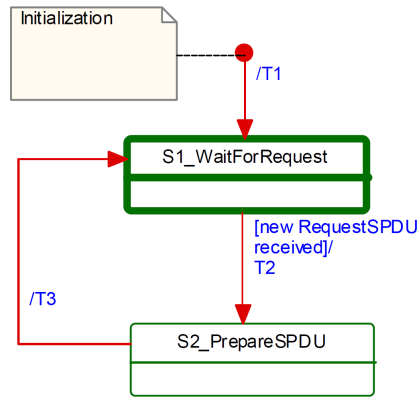 Initialization
/T1
S1_WaitForRequest
[new RequestSPDU
received]/
T2
/T3
S2_PrepareSPDU